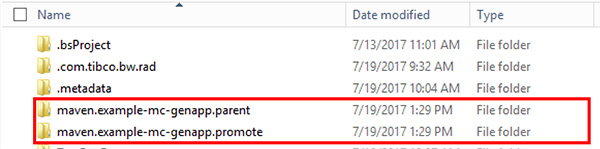 Name Date modified Type
.bsProject 7/13/2017 11:01 AM File folder
.com.tibco.bw.rad 7/19/2017 9:32 AM File folder
.metadata 7/19/2017 10:04 AM File folder
maven.example-mc-genapp.parent 7/19/2017 1:29 PM File folder
maven.example-mc-genapp.promote 7/19/2017 1:29 PM File folder